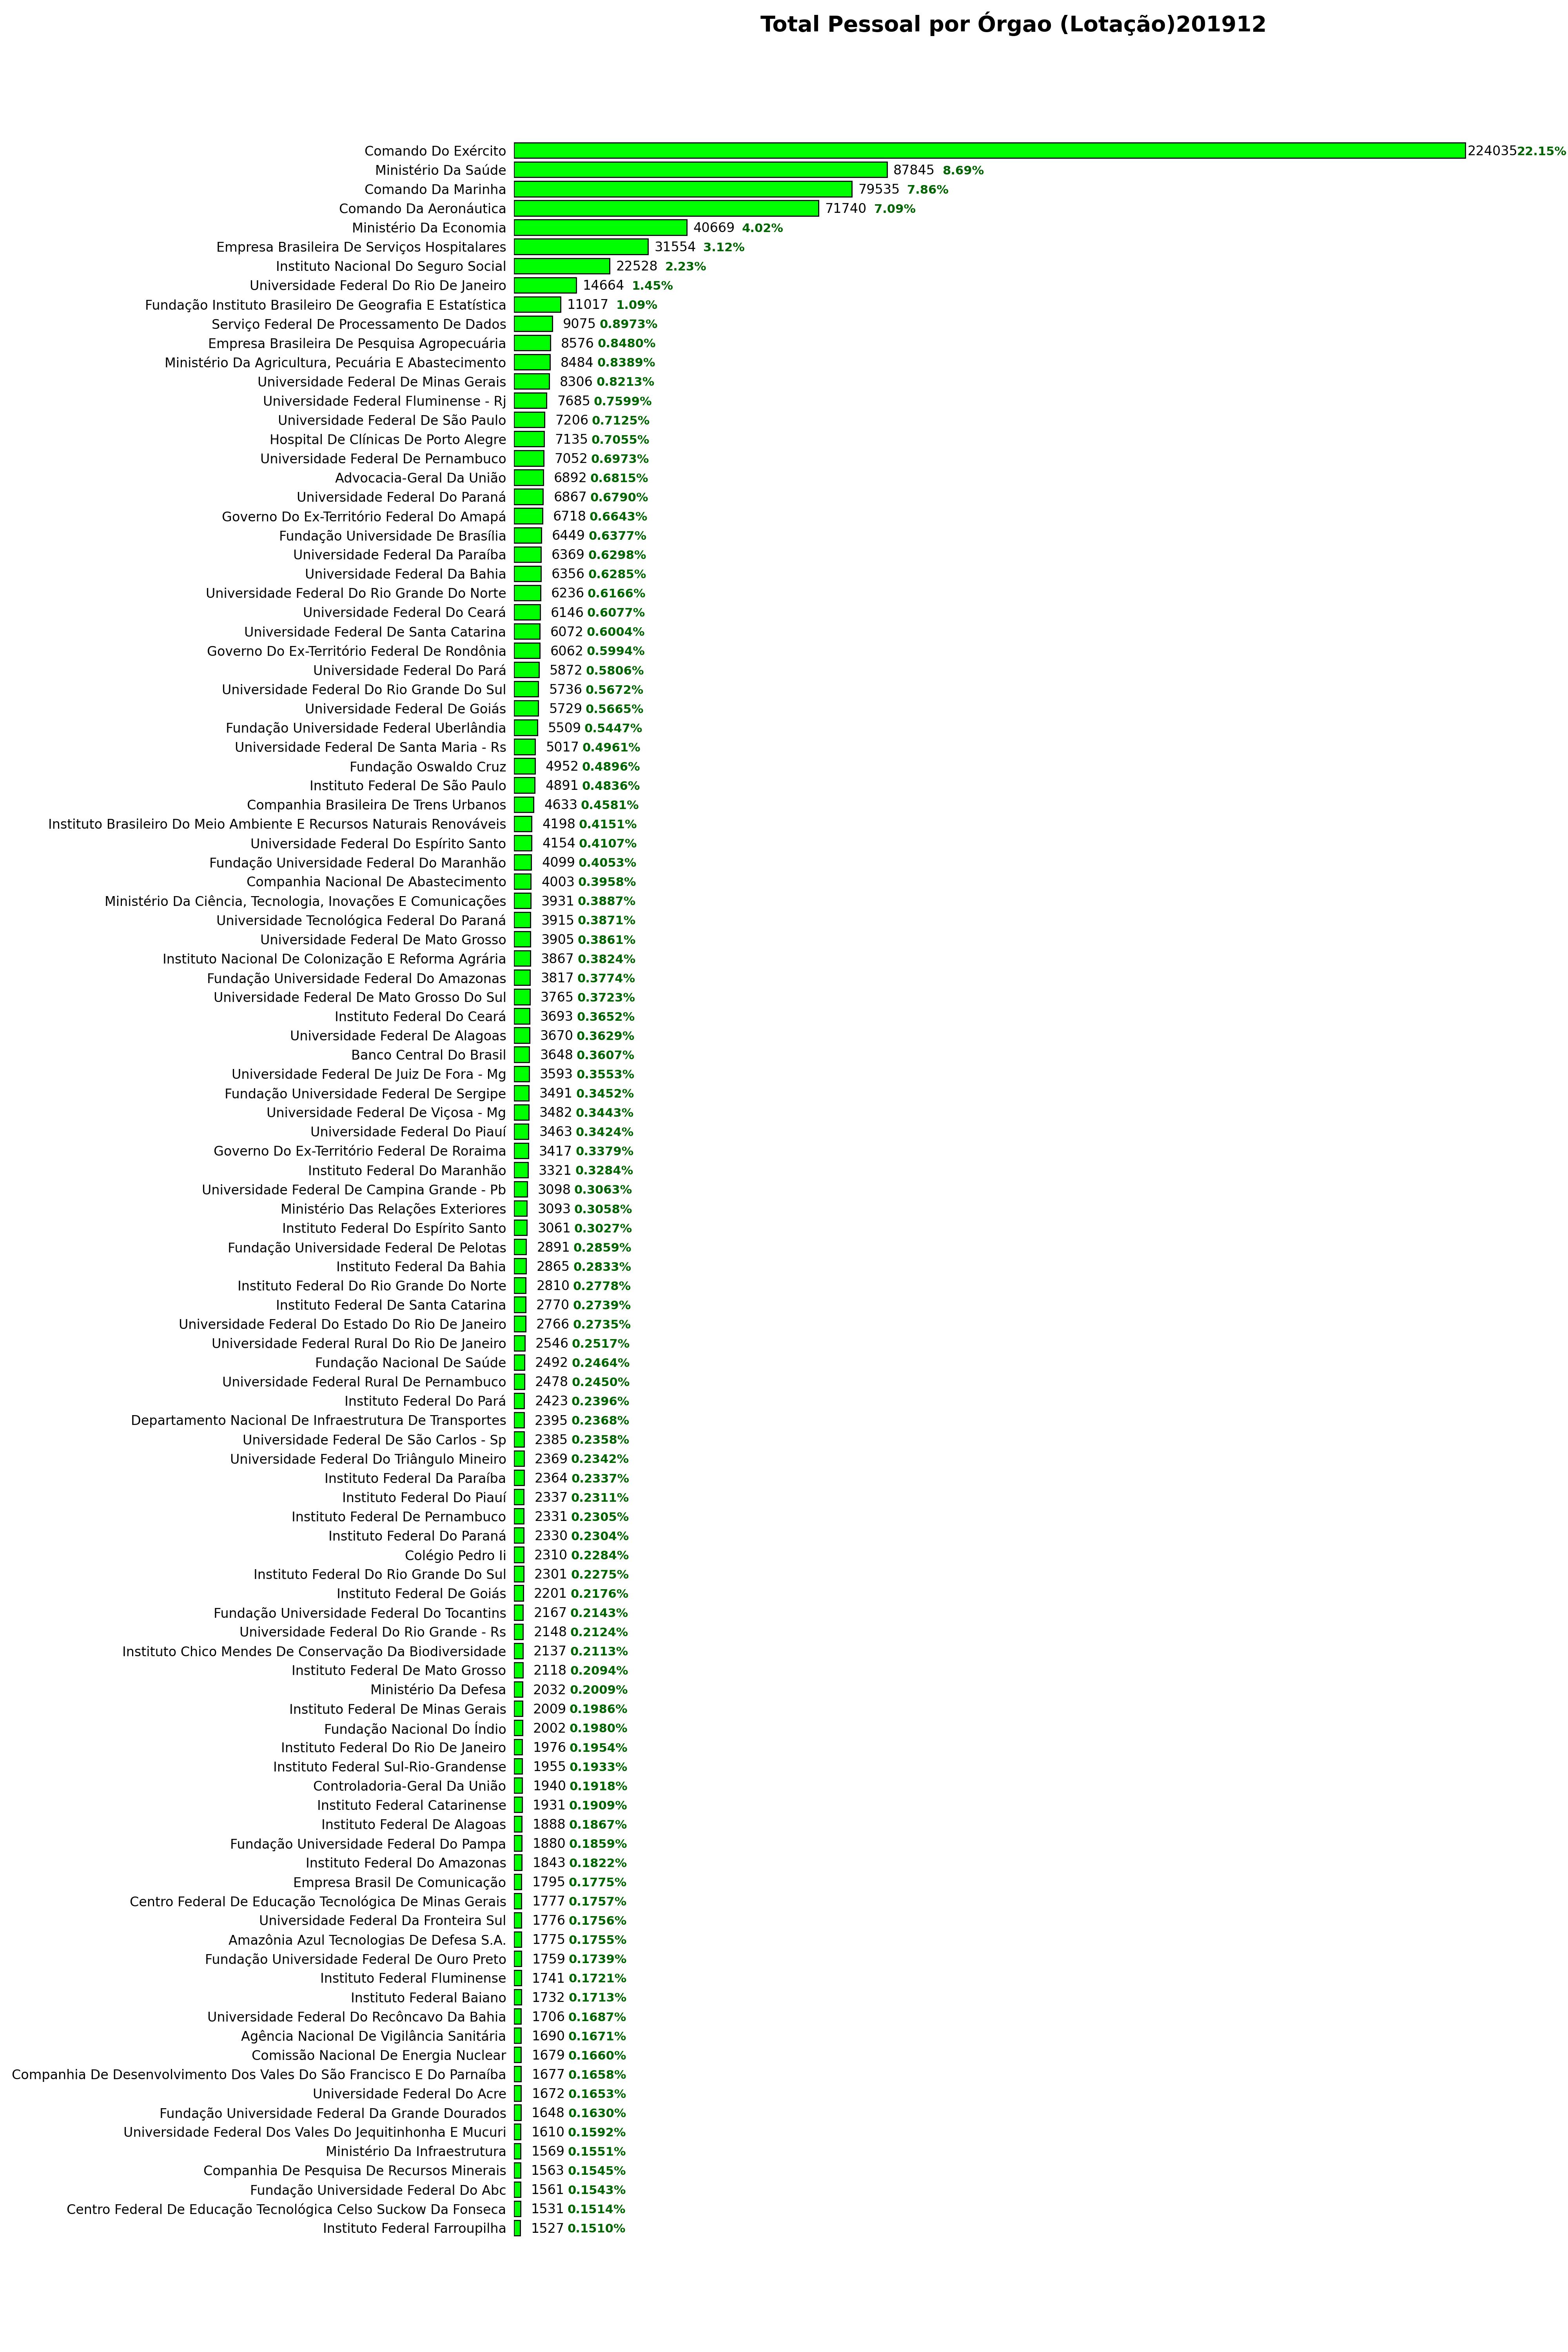 Total Pessoal por Órgao (Lotação)201912
Comando Do Exército 224035 22.15%
Ministério Da Saúde 87845 8.69%
Comando Da Marinha 79535 7.86%
Comando Da Aeronáutica 71740 7.09%
Ministério Da Economia 40669 4.02%
Empresa Brasileira De Serviços Hospitalares 31554 3.12%
Instituto Nacional Do Seguro Social 22528 2.23%
Universidade Federal Do Rio De Janeiro 14664 1.45%
Fundação Instituto Brasileiro De Geografia E Estatística 11017 1.09%
Serviço Federal De Processamento De Dados 9075 0.8973%
Empresa Brasileira De Pesquisa Agropecuária 8576 0.8480%
Ministério Da Agricultura, Pecuária E Abastecimento 8484 0.8389%
Universidade Federal De Minas Gerais 8306 0.8213%
Universidade Federal Fluminense - Rj 7685 0.7599%
Universidade Federal De São Paulo 7206 0.7125%
Hospital De Clínicas De Porto Alegre 7135 0.7055%
Universidade Federal De Pernambuco 7052 0.6973%
Advocacia-Geral Da União 6892 0.6815%
Universidade Federal Do Paraná 6867 0.6790%
Governo Do Ex-Território Federal Do Amapá 6718 0.6643%
Fundação Universidade De Brasília 6449 0.6377%
Universidade Federal Da Paraíba 6369 0.6298%
Universidade Federal Da Bahia 6356 0.6285%
Universidade Federal Do Rio Grande Do Norte 6236 0.6166%
Universidade Federal Do Ceará 6146 0.6077%
Universidade Federal De Santa Catarina 6072 0.6004%
Governo Do Ex-Território Federal De Rondônia 6062 0.5994%
Universidade Federal Do Pará 5872 0.5806%
Universidade Federal Do Rio Grande Do Sul 5736 0.5672%
Universidade Federal De Goiás 5729 0.5665%
Fundação Universidade Federal Uberlândia 5509 0.5447%
Universidade Federal De Santa Maria - Rs 5017 0.4961%
Fundação Oswaldo Cruz 4952 0.4896%
Instituto Federal De São Paulo 4891 0.4836%
Companhia Brasileira De Trens Urbanos 4633 0.4581%
Instituto Brasileiro Do Meio Ambiente E Recursos Naturais Renováveis 4198 0.4151%
Universidade Federal Do Espírito Santo 4154 0.4107%
Fundação Universidade Federal Do Maranhão 4099 0.4053%
Companhia Nacional De Abastecimento 4003 0.3958%
Ministério Da Ciência, Tecnologia, Inovações E Comunicações 3931 0.3887%
Universidade Tecnológica Federal Do Paraná 3915 0.3871%
Universidade Federal De Mato Grosso 3905 0.3861%
Instituto Nacional De Colonização E Reforma Agrária 3867 0.3824%
Fundação Universidade Federal Do Amazonas 3817 0.3774%
Universidade Federal De Mato Grosso Do Sul 3765 0.3723%
Instituto Federal Do Ceará 3693 0.3652%
Universidade Federal De Alagoas 3670 0.3629%
Banco Central Do Brasil 3648 0.3607%
Universidade Federal De Juiz De Fora - Mg 3593 0.3553%
Fundação Universidade Federal De Sergipe 3491 0.3452%
Universidade Federal De Viçosa - Mg 3482 0.3443%
Universidade Federal Do Piauí 3463 0.3424%
Governo Do Ex-Território Federal De Roraima 3417 0.3379%
Instituto Federal Do Maranhão 3321 0.3284%
Universidade Federal De Campina Grande - Pb 3098 0.3063%
Ministério Das Relações Exteriores 3093 0.3058%
Instituto Federal Do Espírito Santo 3061 0.3027%
Fundação Universidade Federal De Pelotas 2891 0.2859%
Instituto Federal Da Bahia 2865 0.2833%
Instituto Federal Do Rio Grande Do Norte 2810 0.2778%
Instituto Federal De Santa Catarina 2770 0.2739%
Universidade Federal Do Estado Do Rio De Janeiro 2766 0.2735%
Universidade Federal Rural Do Rio De Janeiro 2546 0.2517%
Fundação Nacional De Saúde 2492 0.2464%
Universidade Federal Rural De Pernambuco 2478 0.2450%
Instituto Federal Do Pará 2423 0.2396%
Departamento Nacional De Infraestrutura De Transportes 2395 0.2368%
Universidade Federal De São Carlos - Sp 2385 0.2358%
Universidade Federal Do Triângulo Mineiro 2369 0.2342%
Instituto Federal Da Paraíba 2364 0.2337%
Instituto Federal Do Piauí 2337 0.2311%
Instituto Federal De Pernambuco 2331 0.2305%
Instituto Federal Do Paraná 2330 0.2304%
Colégio Pedro Ii 2310 0.2284%
Instituto Federal Do Rio Grande Do Sul 2301 0.2275%
Instituto Federal De Goiás 2201 0.2176%
Fundação Universidade Federal Do Tocantins 2167 0.2143%
Universidade Federal Do Rio Grande - Rs 2148 0.2124%
Instituto Chico Mendes De Conservação Da Biodiversidade 2137 0.2113%
Instituto Federal De Mato Grosso 2118 0.2094%
Ministério Da Defesa 2032 0.2009%
Instituto Federal De Minas Gerais 2009 0.1986%
Fundação Nacional Do Índio 2002 0.1980%
Instituto Federal Do Rio De Janeiro 1976 0.1954%
Instituto Federal Sul-Rio-Grandense 1955 0.1933%
Controladoria-Geral Da União 1940 0.1918%
Instituto Federal Catarinense 1931 0.1909%
Instituto Federal De Alagoas 1888 0.1867%
Fundação Universidade Federal Do Pampa 1880 0.1859%
Instituto Federal Do Amazonas 1843 0.1822%
Empresa Brasil De Comunicação 1795 0.1775%
Centro Federal De Educação Tecnológica De Minas Gerais 1777 0.1757%
Universidade Federal Da Fronteira Sul 1776 0.1756%
Amazônia Azul Tecnologias De Defesa S.A. 1775 0.1755%
Fundação Universidade Federal De Ouro Preto 1759 0.1739%
Instituto Federal Fluminense 1741 0.1721%
Instituto Federal Baiano 1732 0.1713%
Universidade Federal Do Recôncavo Da Bahia 1706 0.1687%
Agência Nacional De Vigilância Sanitária 1690 0.1671%
Comissão Nacional De Energia Nuclear 1679 0.1660%
Companhia De Desenvolvimento Dos Vales Do São Francisco E Do Parnaíba 1677 0.1658%
Universidade Federal Do Acre 1672 0.1653%
Fundação Universidade Federal Da Grande Dourados 1648 0.1630%
Universidade Federal Dos Vales Do Jequitinhonha E Mucuri 1610 0.1592%
Ministério Da Infraestrutura 1569 0.1551%
Companhia De Pesquisa De Recursos Minerais 1563 0.1545%
Fundação Universidade Federal Do Abc 1561 0.1543%
Centro Federal De Educação Tecnológica Celso Suckow Da Fonseca 1531 0.1514%
Instituto Federal Farroupilha 1527 0.1510%